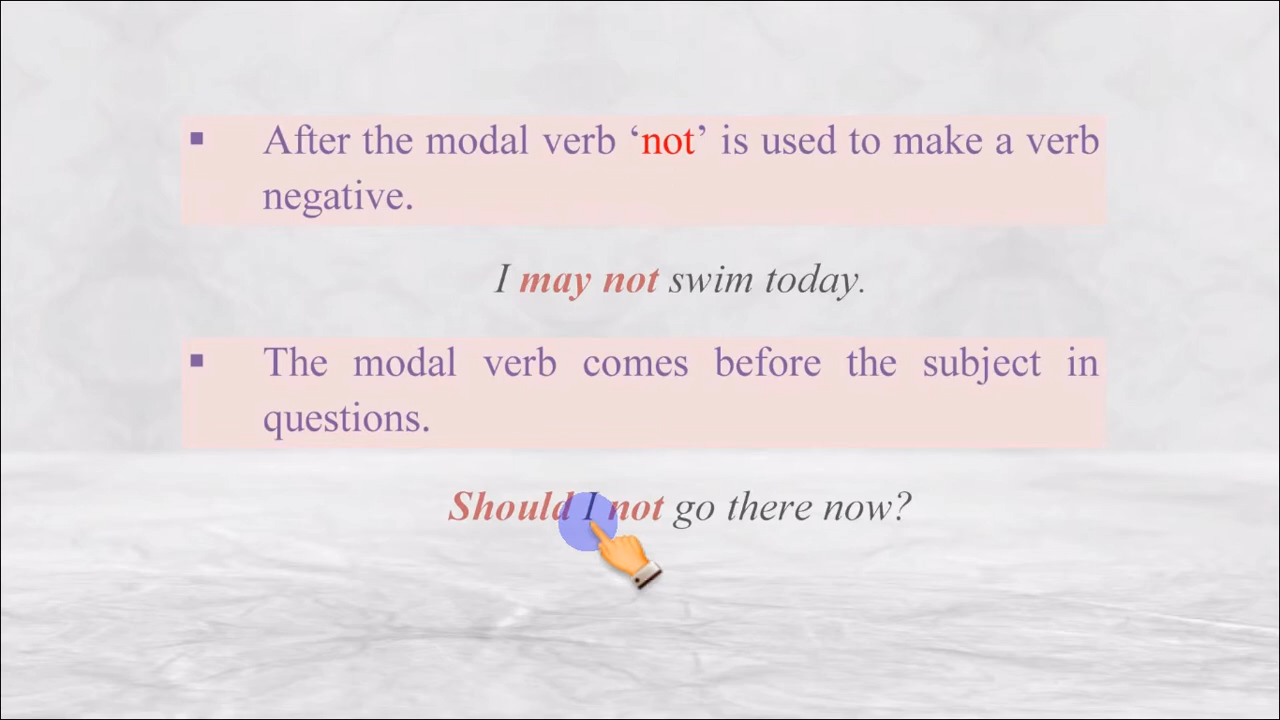 ▪ After the modal verb ‘not’ is used to make a verb
negative.
I may not swim today.
▪ The modal verb comes before the subject in
questions.
Should I not go there now?